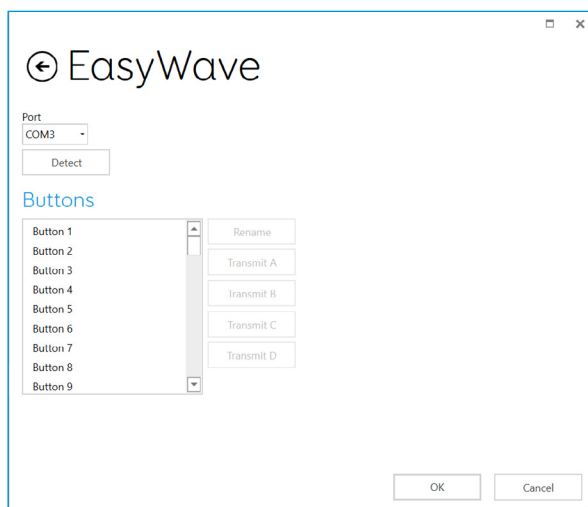 EasyWave
Port
COM3
Detect
Buttons
Button 1
Button 2
Button 3
Button 4
Button 5
Button 6
Button 7
Button 8
Button 9
Rename
Transmit A
Transmit B
Transmit C
Transmit D
OK
Cancel